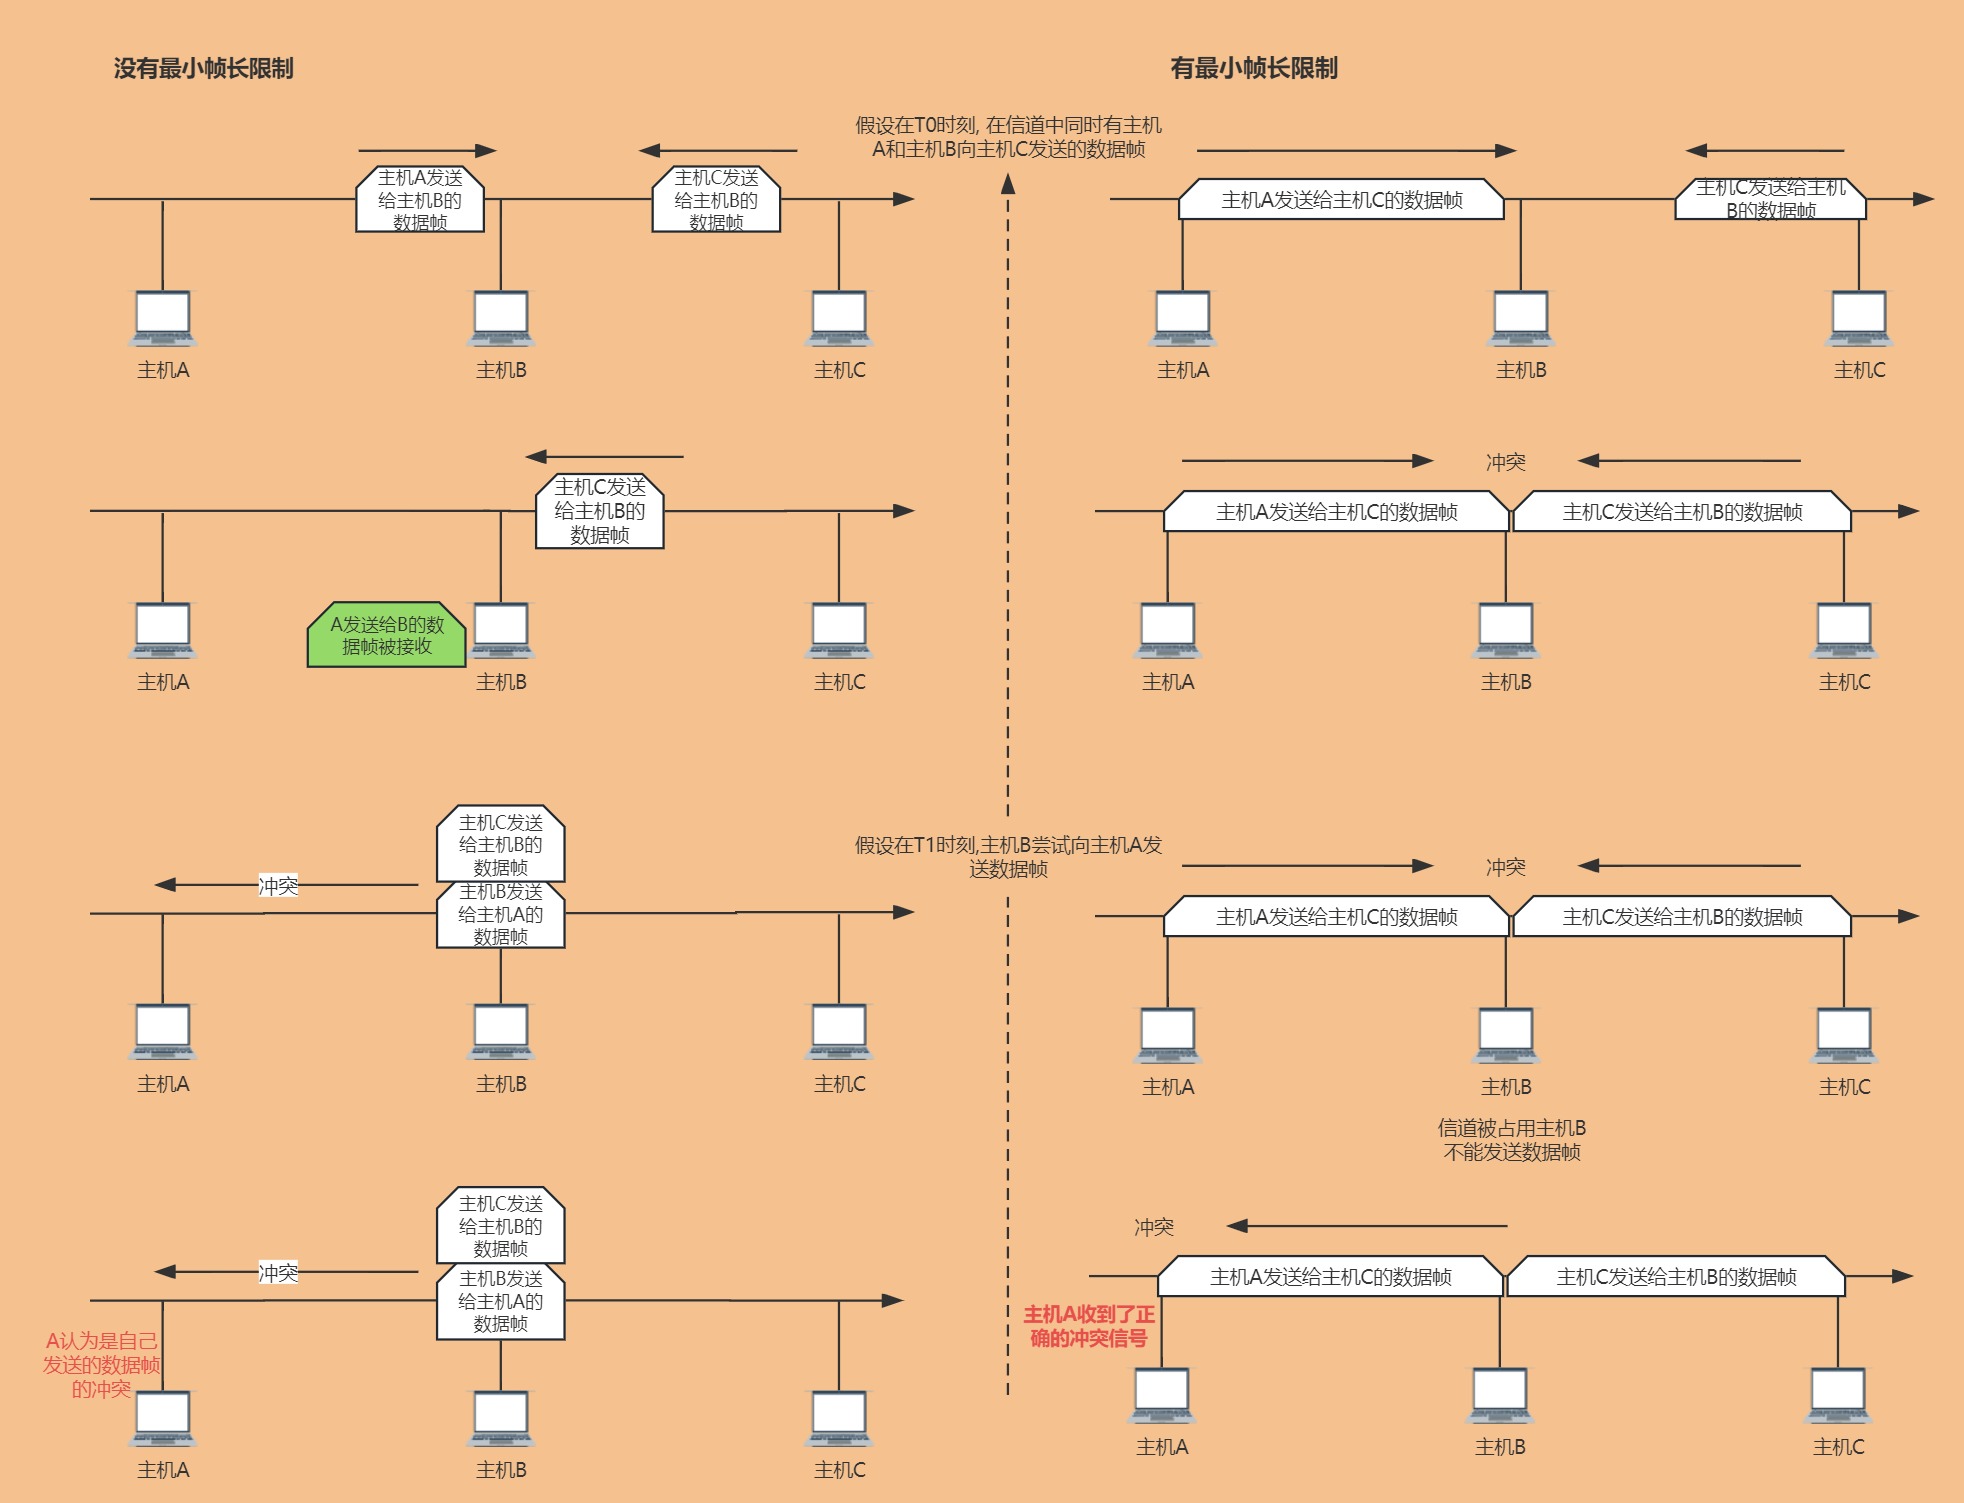 没有最小帧长限制
有最小帧长限制
假设在T0时刻, 在信道中同时有主机
A和主机B向主机C发送的数据帧
主机A发送
给主机B的
数据帧
主机C发送
给主机B的
数据帧
主机A
主机B
主机C
主机A发送给主机C的数据帧
主机C发送给主机
B的数据帧
主机A
主机B
主机C
主机C发送
给主机B的
数据帧
A发送给B的数
据帧被接收
主机A
主机B
主机C
冲突
主机A发送给主机C的数据帧
主机C发送给主机B的数据帧
主机A
主机B
主机C
假设在T1时刻,主机B尝试向主机A发
送数据帧
主机C发送
给主机B的
数据帧
冲突
主机B发送
给主机A的
数据帧
主机A
主机B
主机C
冲突
主机A发送给主机C的数据帧
主机C发送给主机B的数据帧
主机A
主机B
主机C
信道被占用主机B
不能发送数据帧
主机C发送
给主机B的
数据帧
冲突
主机B发送
给主机A的
数据帧
A认为是自己
发送的数据帧
的冲突
主机A
主机B
主机C
冲突
主机A发送给主机C的数据帧
主机C发送给主机B的数据帧
主机A收到了正
确的冲突信号
主机A
主机B
主机C